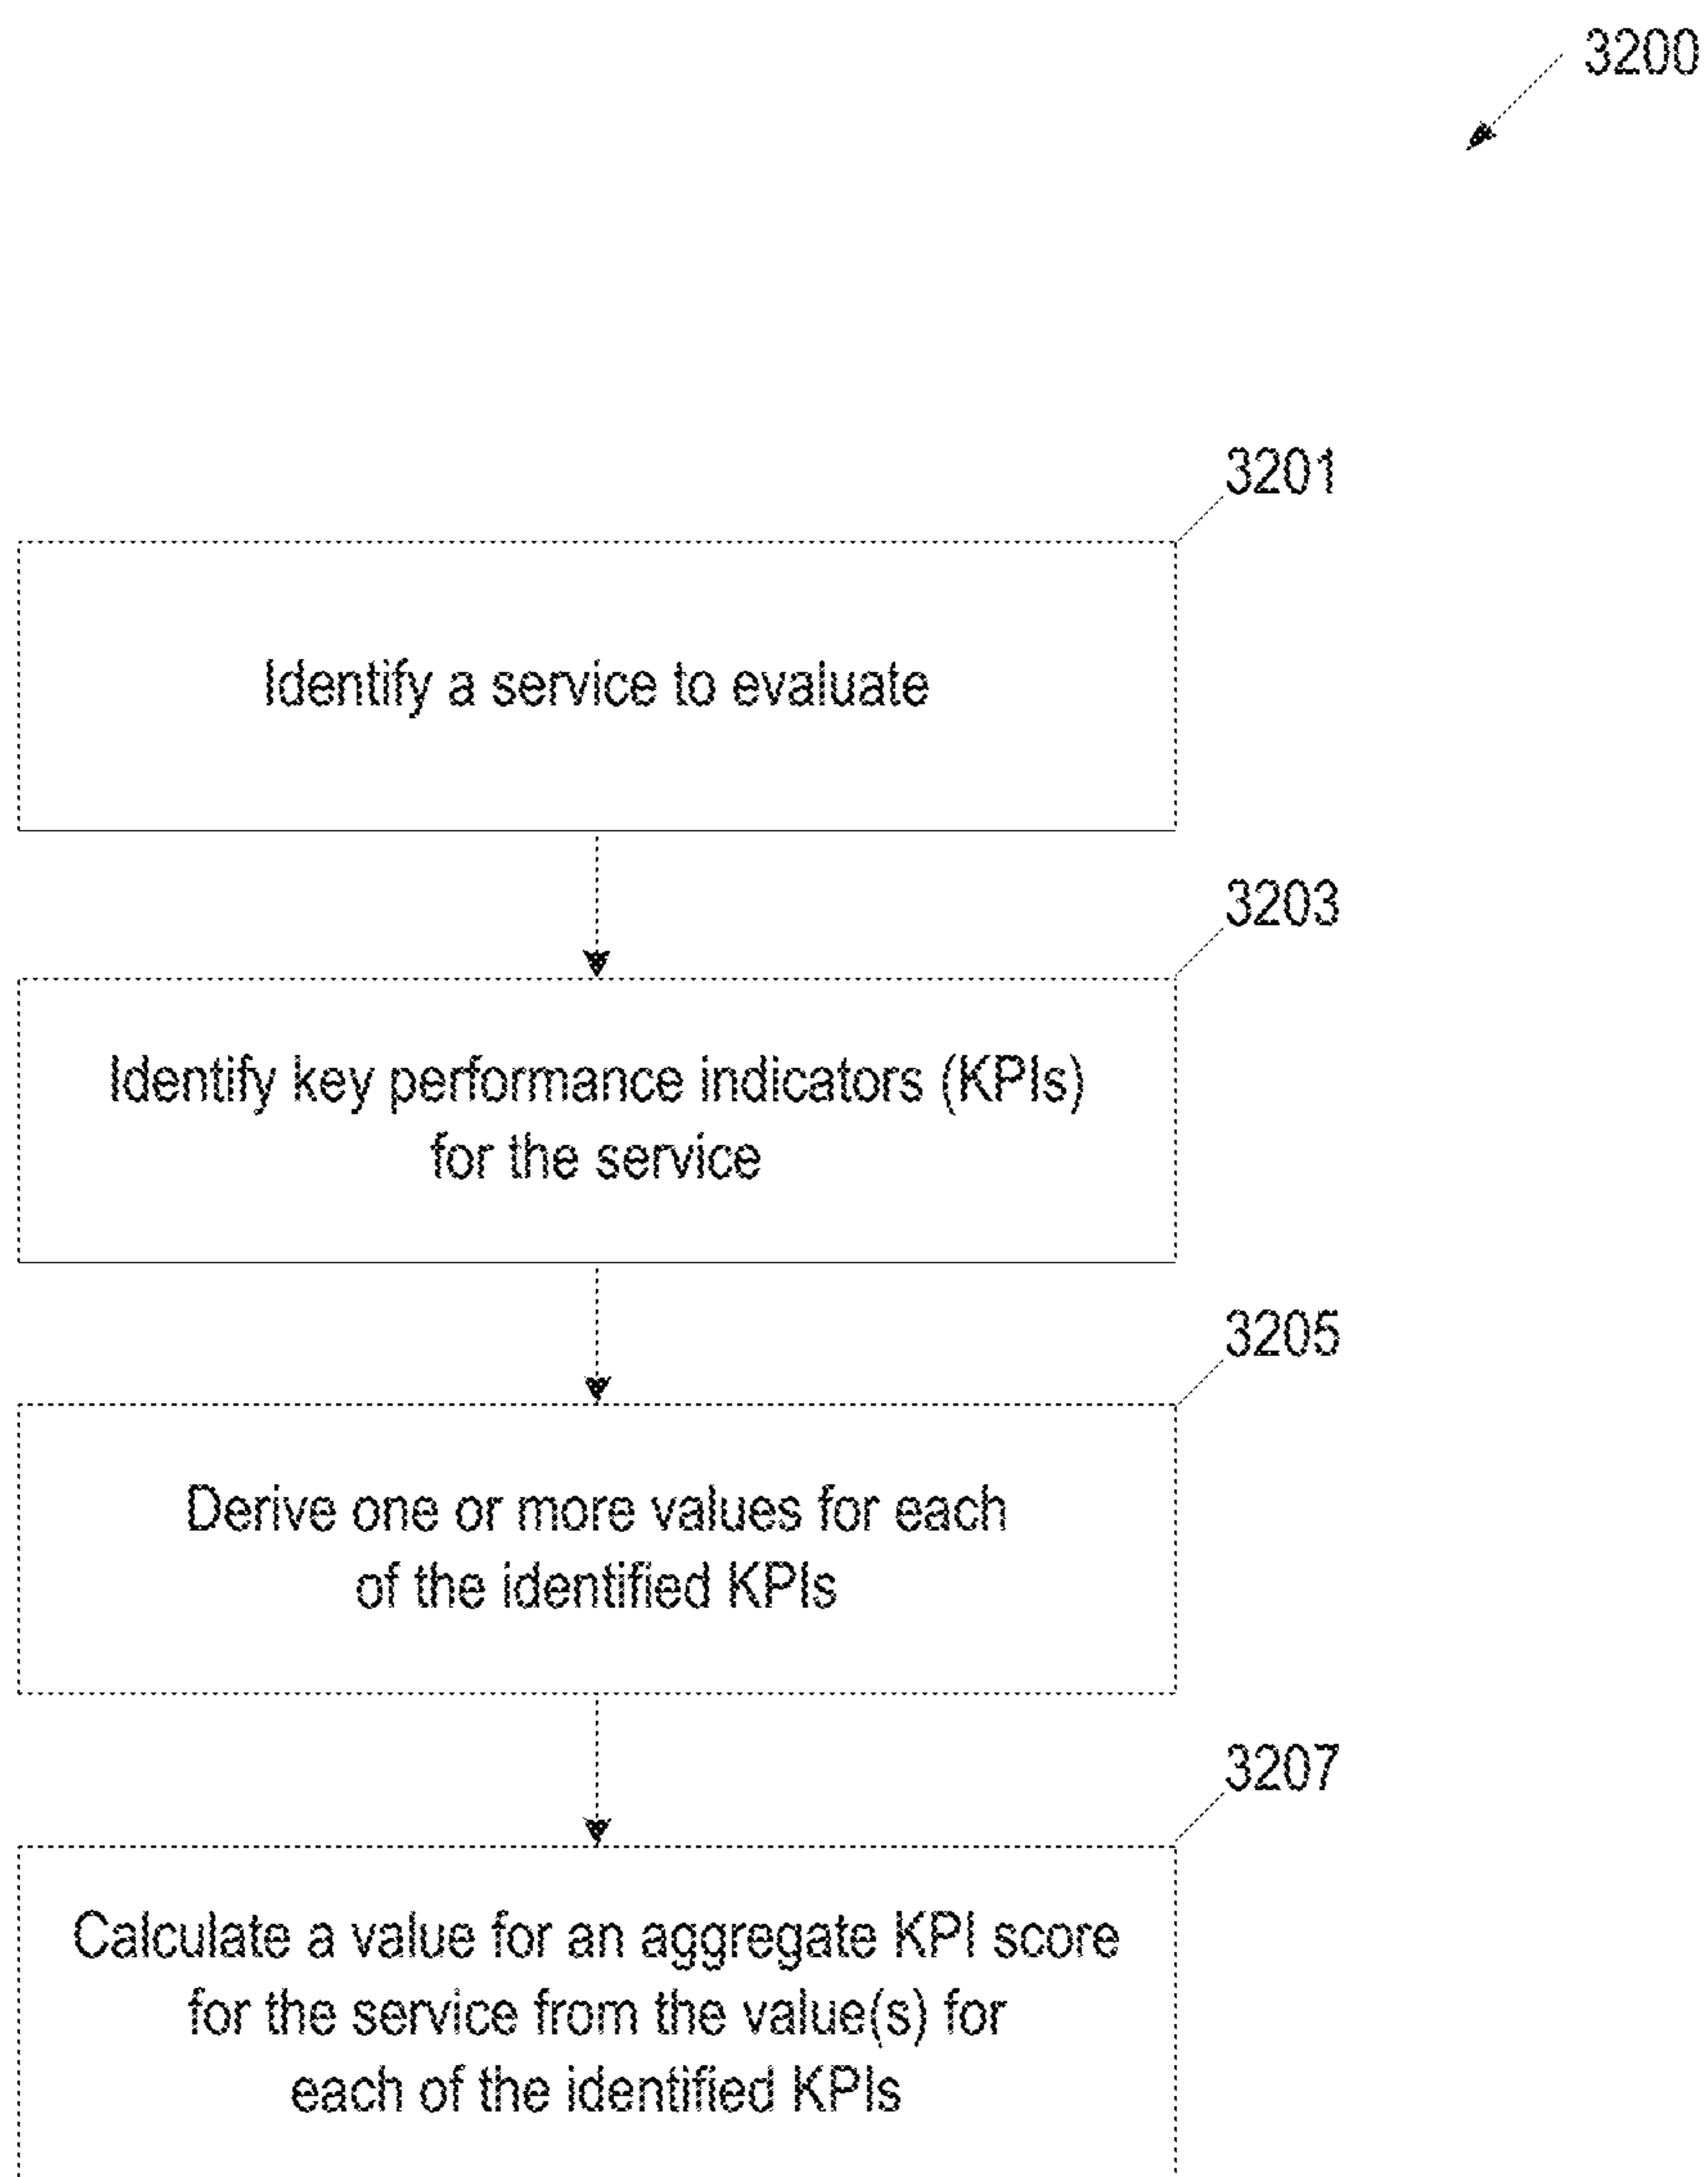 3200
3201
Identify a service to evaluate
3203
Identify key performance indicators (KPIs)
for the service
3205
Derive one or more values for each
of the identified KPIs
3207
Calculate a value for an aggregate KPI score
for the service from the value(s) for
each of the identified KPIs